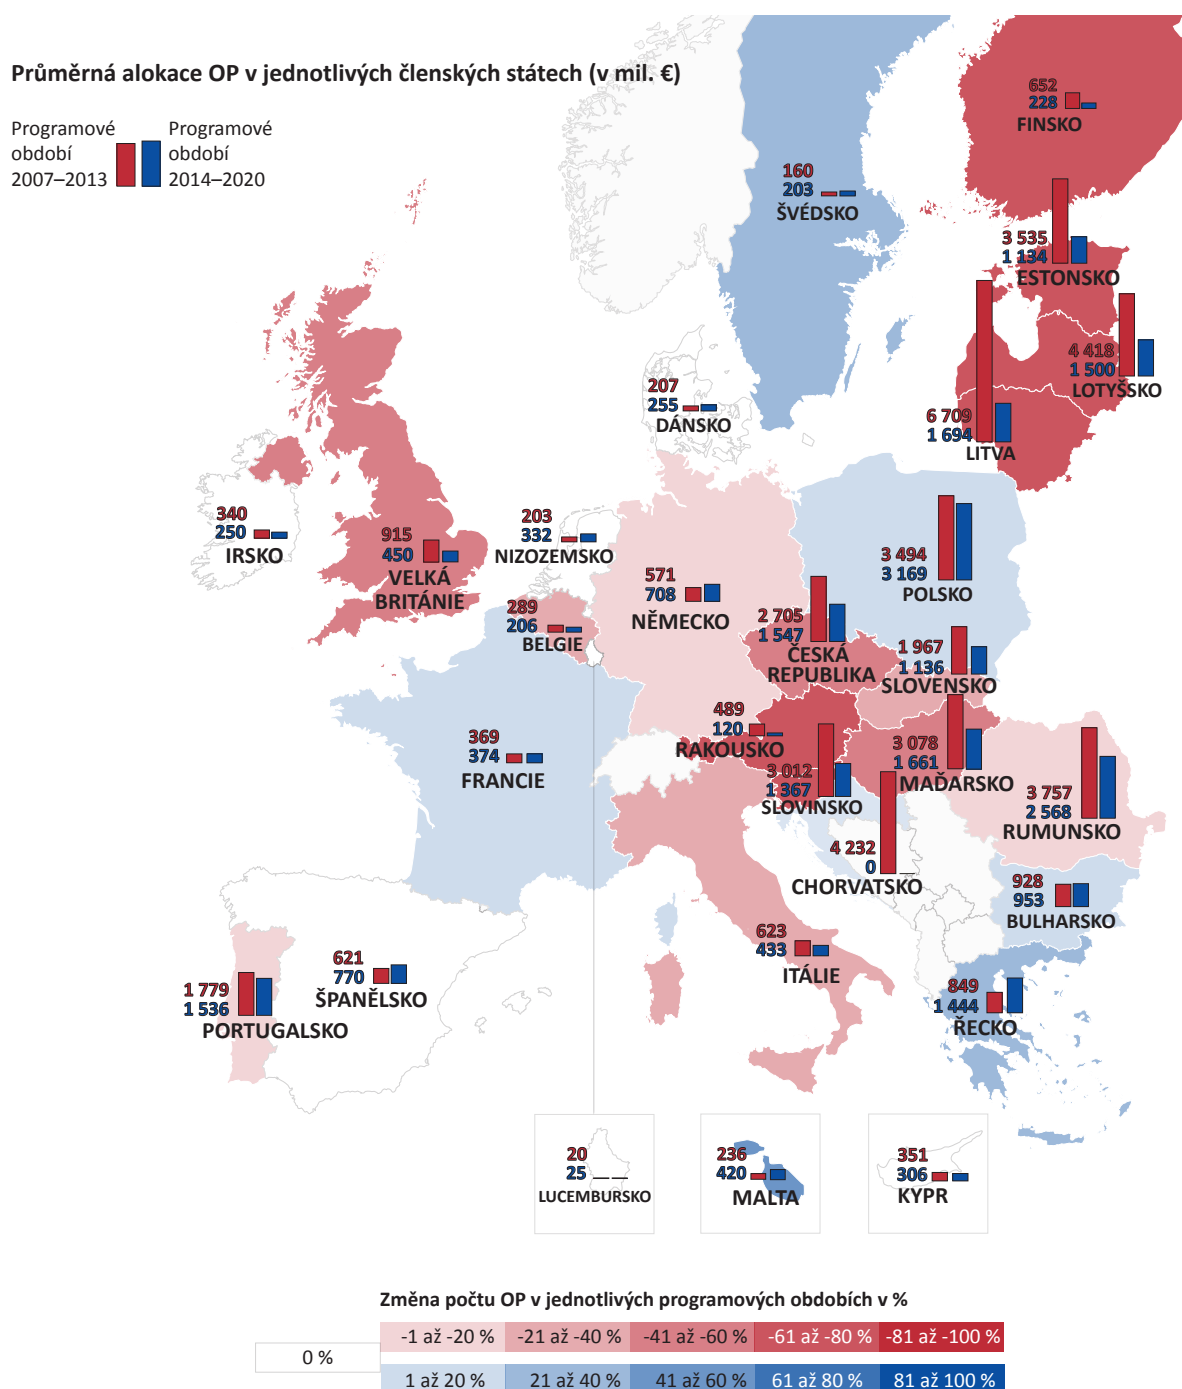 Průměrná alokace OP v jednotlivých členských státech (v mil. €)
Programové
období
2007–2013
Programové
období
2014–2020
652
228
FINSKO
160
203
ŠVÉDSKO
3 535
1 134
ESTONSKO
4 418
1 500
LOTYŠSKO
6 709
1 694
LITVA
207
255
DÁNSKO
340
250
IRSKO
915
450
VELKÁ
BRITÁNIE
203
332
NIZOZEMSKO
289
206
BELGIE
571
708
NĚMECKO
3 494
3 169
POLSKO
2 705
1 547
ČESKÁ
REPUBLIKA
1 967
1 136
SLOVENSKO
489
120
RAKOUSKO
369
374
FRANCIE
3 012
1 367
SLOVINSKO
3 078
1 661
MAĎARSKO
3 757
2 568
RUMUNSKO
4 232
0
CHORVATSKO
928
953
BULHARSKO
623
433
ITÁLIE
621
770
ŠPANĚLSKO
1 779
1 536
PORTUGALSKO
849
1 444
ŘECKO
20
25
LUCEMBURSKO
236
420
MALTA
351
306
KYPR
Změna počtu OP v jednotlivých programových obdobích v %
0 %
-1 až -20 % -21 až -40 % -41 až -60 % -61 až -80 % -81 až -100 %
1 až 20 % 21 až 40 % 41 až 60 % 61 až 80 % 81 až 100 %